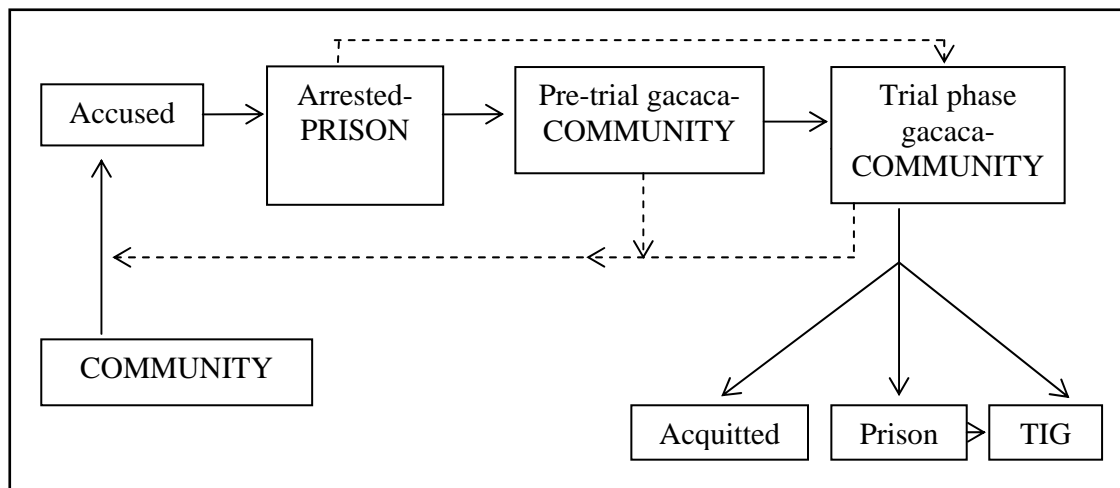 Accused
Arrested-
PRISON
Pre-trial gacaca-
COMMUNITY
Trial phase
gacaca-
COMMUNITY
COMMUNITY
Acquitted
Prison
TIG